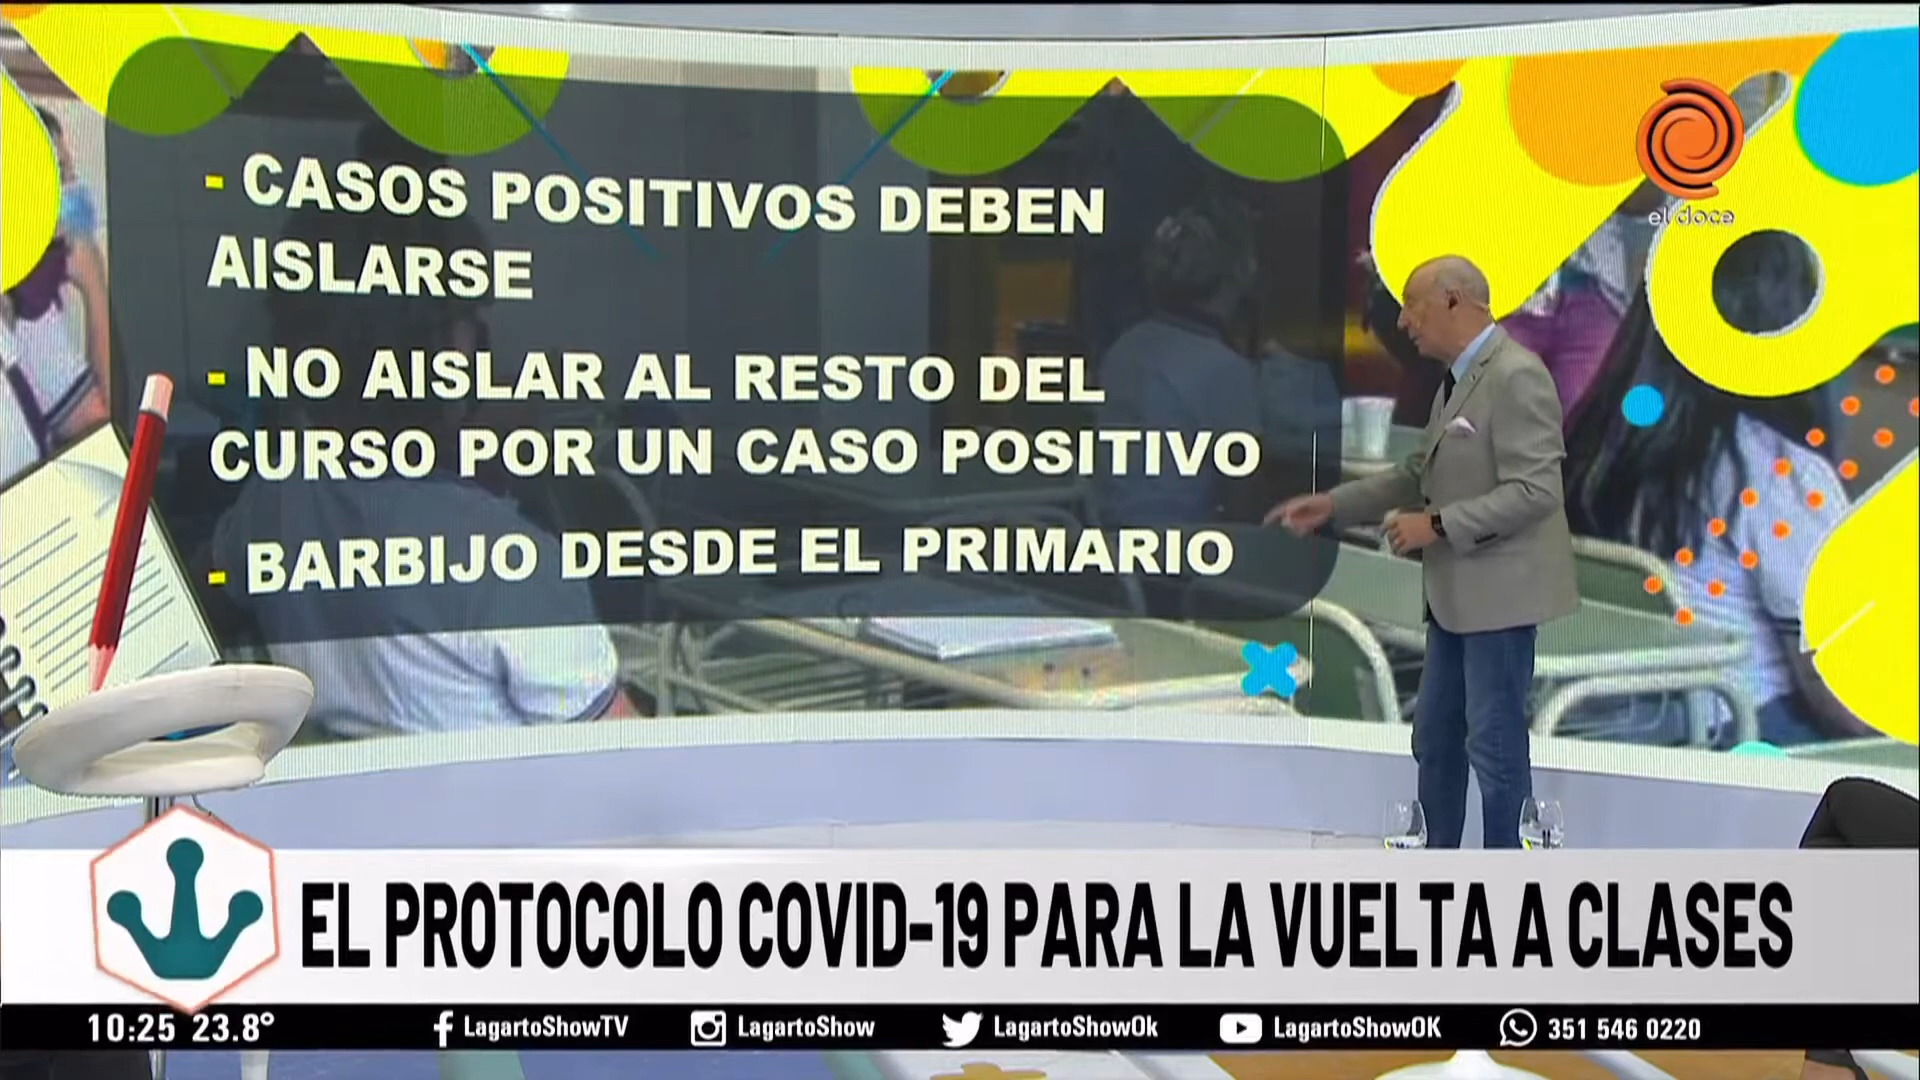 - CASOS POSITIVOS DEBEN
AISLARSE
- NO AISLAR AL RESTO DEL
CURSO POR UN CASO POSITIVO
- BARBIJO DESDE EL PRIMARIO
el doce
EL PROTOCOLO COVID-19 PARA LA VUELTA A CLASES
10:25 23.8° LagartoShowTV LagartoShow LagartoShowOk LagartoShowOK 351 546 0220